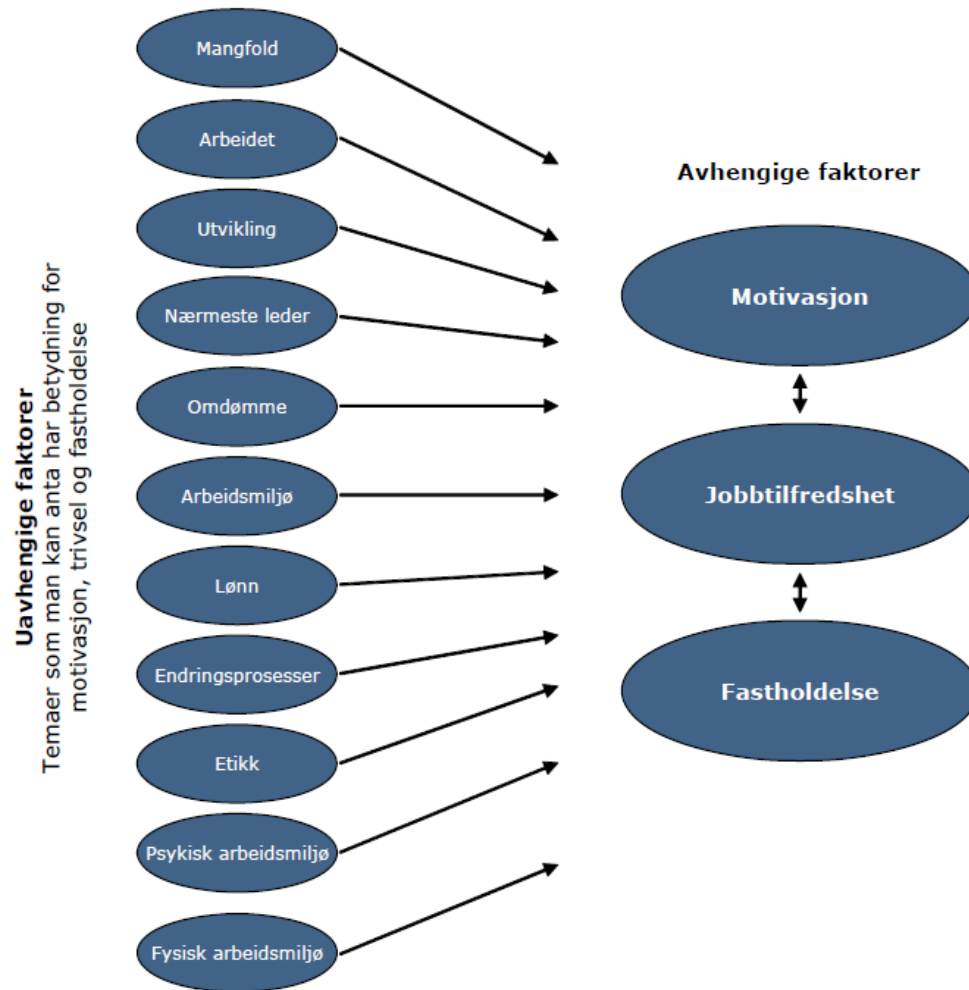 Uavhengige faktorer
Temaer som man kan anta har betydning for
motivasjon, trivsel og fastholdelse
Mangfold
Arbeidet
Utvikling
Nærmeste leder
Omdømme
Arbeidsmiljø
Lønn
Endringsprosesser
Etikk
Psykisk arbeidsmiljø
Fysisk arbeidsmiljø
Avhengige faktorer
Motivasjon
Jobbtilfredshet
Fastholdelse